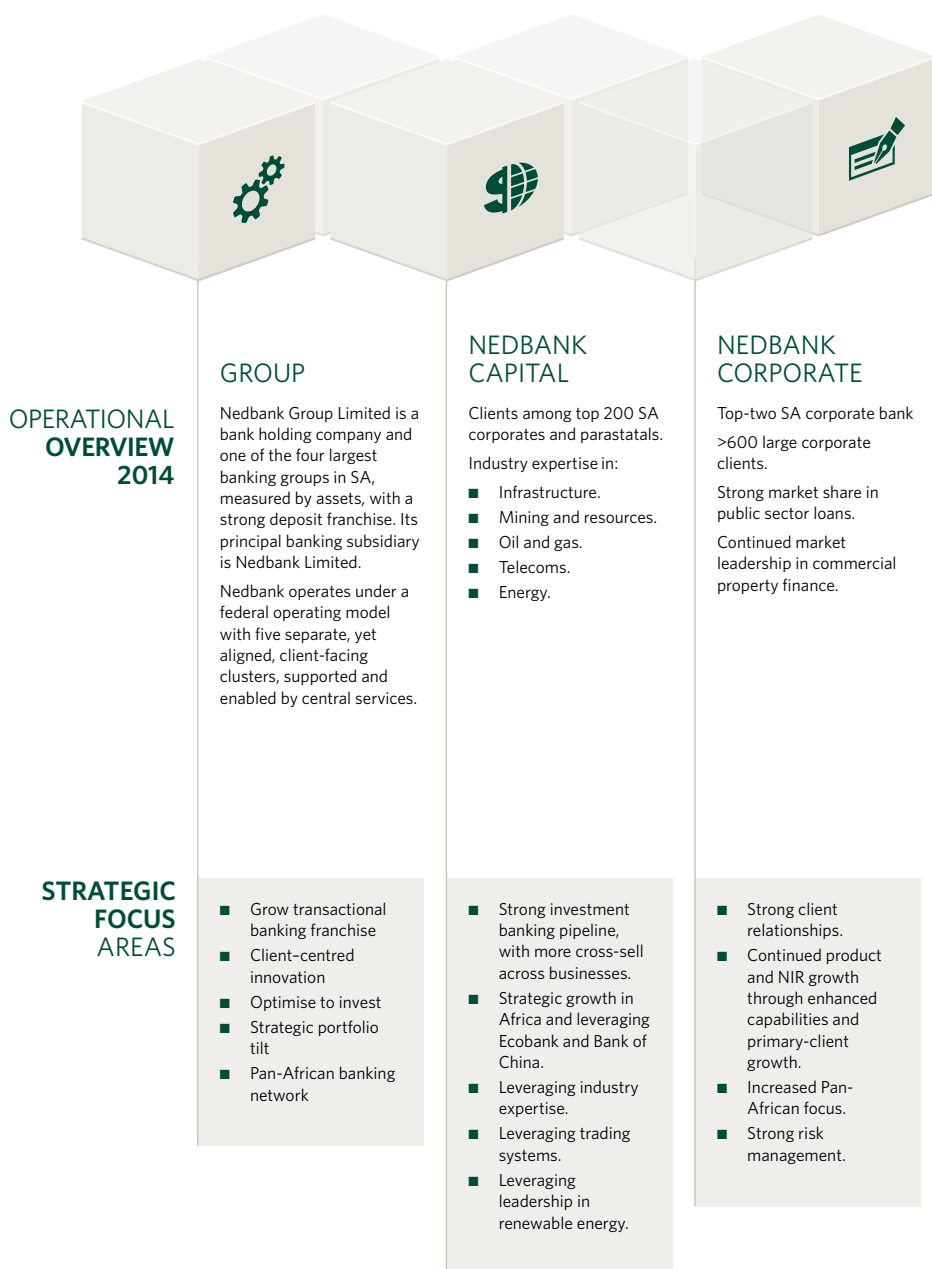 GROUP
NEDBANK
CAPITAL
NEDBANK
CORPORATE
OPERATIONAL
OVERVIEW
2014
Nedbank Group Limited is a
bank holding company and
one of the four largest
banking groups in SA,
measured by assets, with a
strong deposit franchise. Its
principal banking subsidiary
is Nedbank Limited.
Nedbank operates under a
federal operating model
with five separate, yet
aligned, client-facing
clusters, supported and
enabled by central services.
Clients among top 200 SA
corporates and parastatals.
Industry expertise in:
■ Infrastructure.
■ Mining and resources.
■ Oil and gas.
■ Telecoms.
■ Energy.
Top-two SA corporate bank
>600 large corporate
clients.
Strong market share in
public sector loans.
Continued market
leadership in commercial
property finance.
STRATEGIC
FOCUS
AREAS
■ Grow transactional
banking franchise
■ Client–centred
innovation
■ Optimise to invest
■ Strategic portfolio
tilt
■ Pan-African banking
network
■ Strong investment
banking pipeline,
with more cross-sell
across businesses.
■ Strategic growth in
Africa and leveraging
Ecobank and Bank of
China.
■ Leveraging industry
expertise.
■ Leveraging trading
systems.
■ Leveraging
leadership in
renewable energy.
■ Strong client
relationships.
■ Continued product
and NIR growth
through enhanced
capabilities and
primary-client
growth.
■ Increased Pan-
African focus.
■ Strong risk
management.